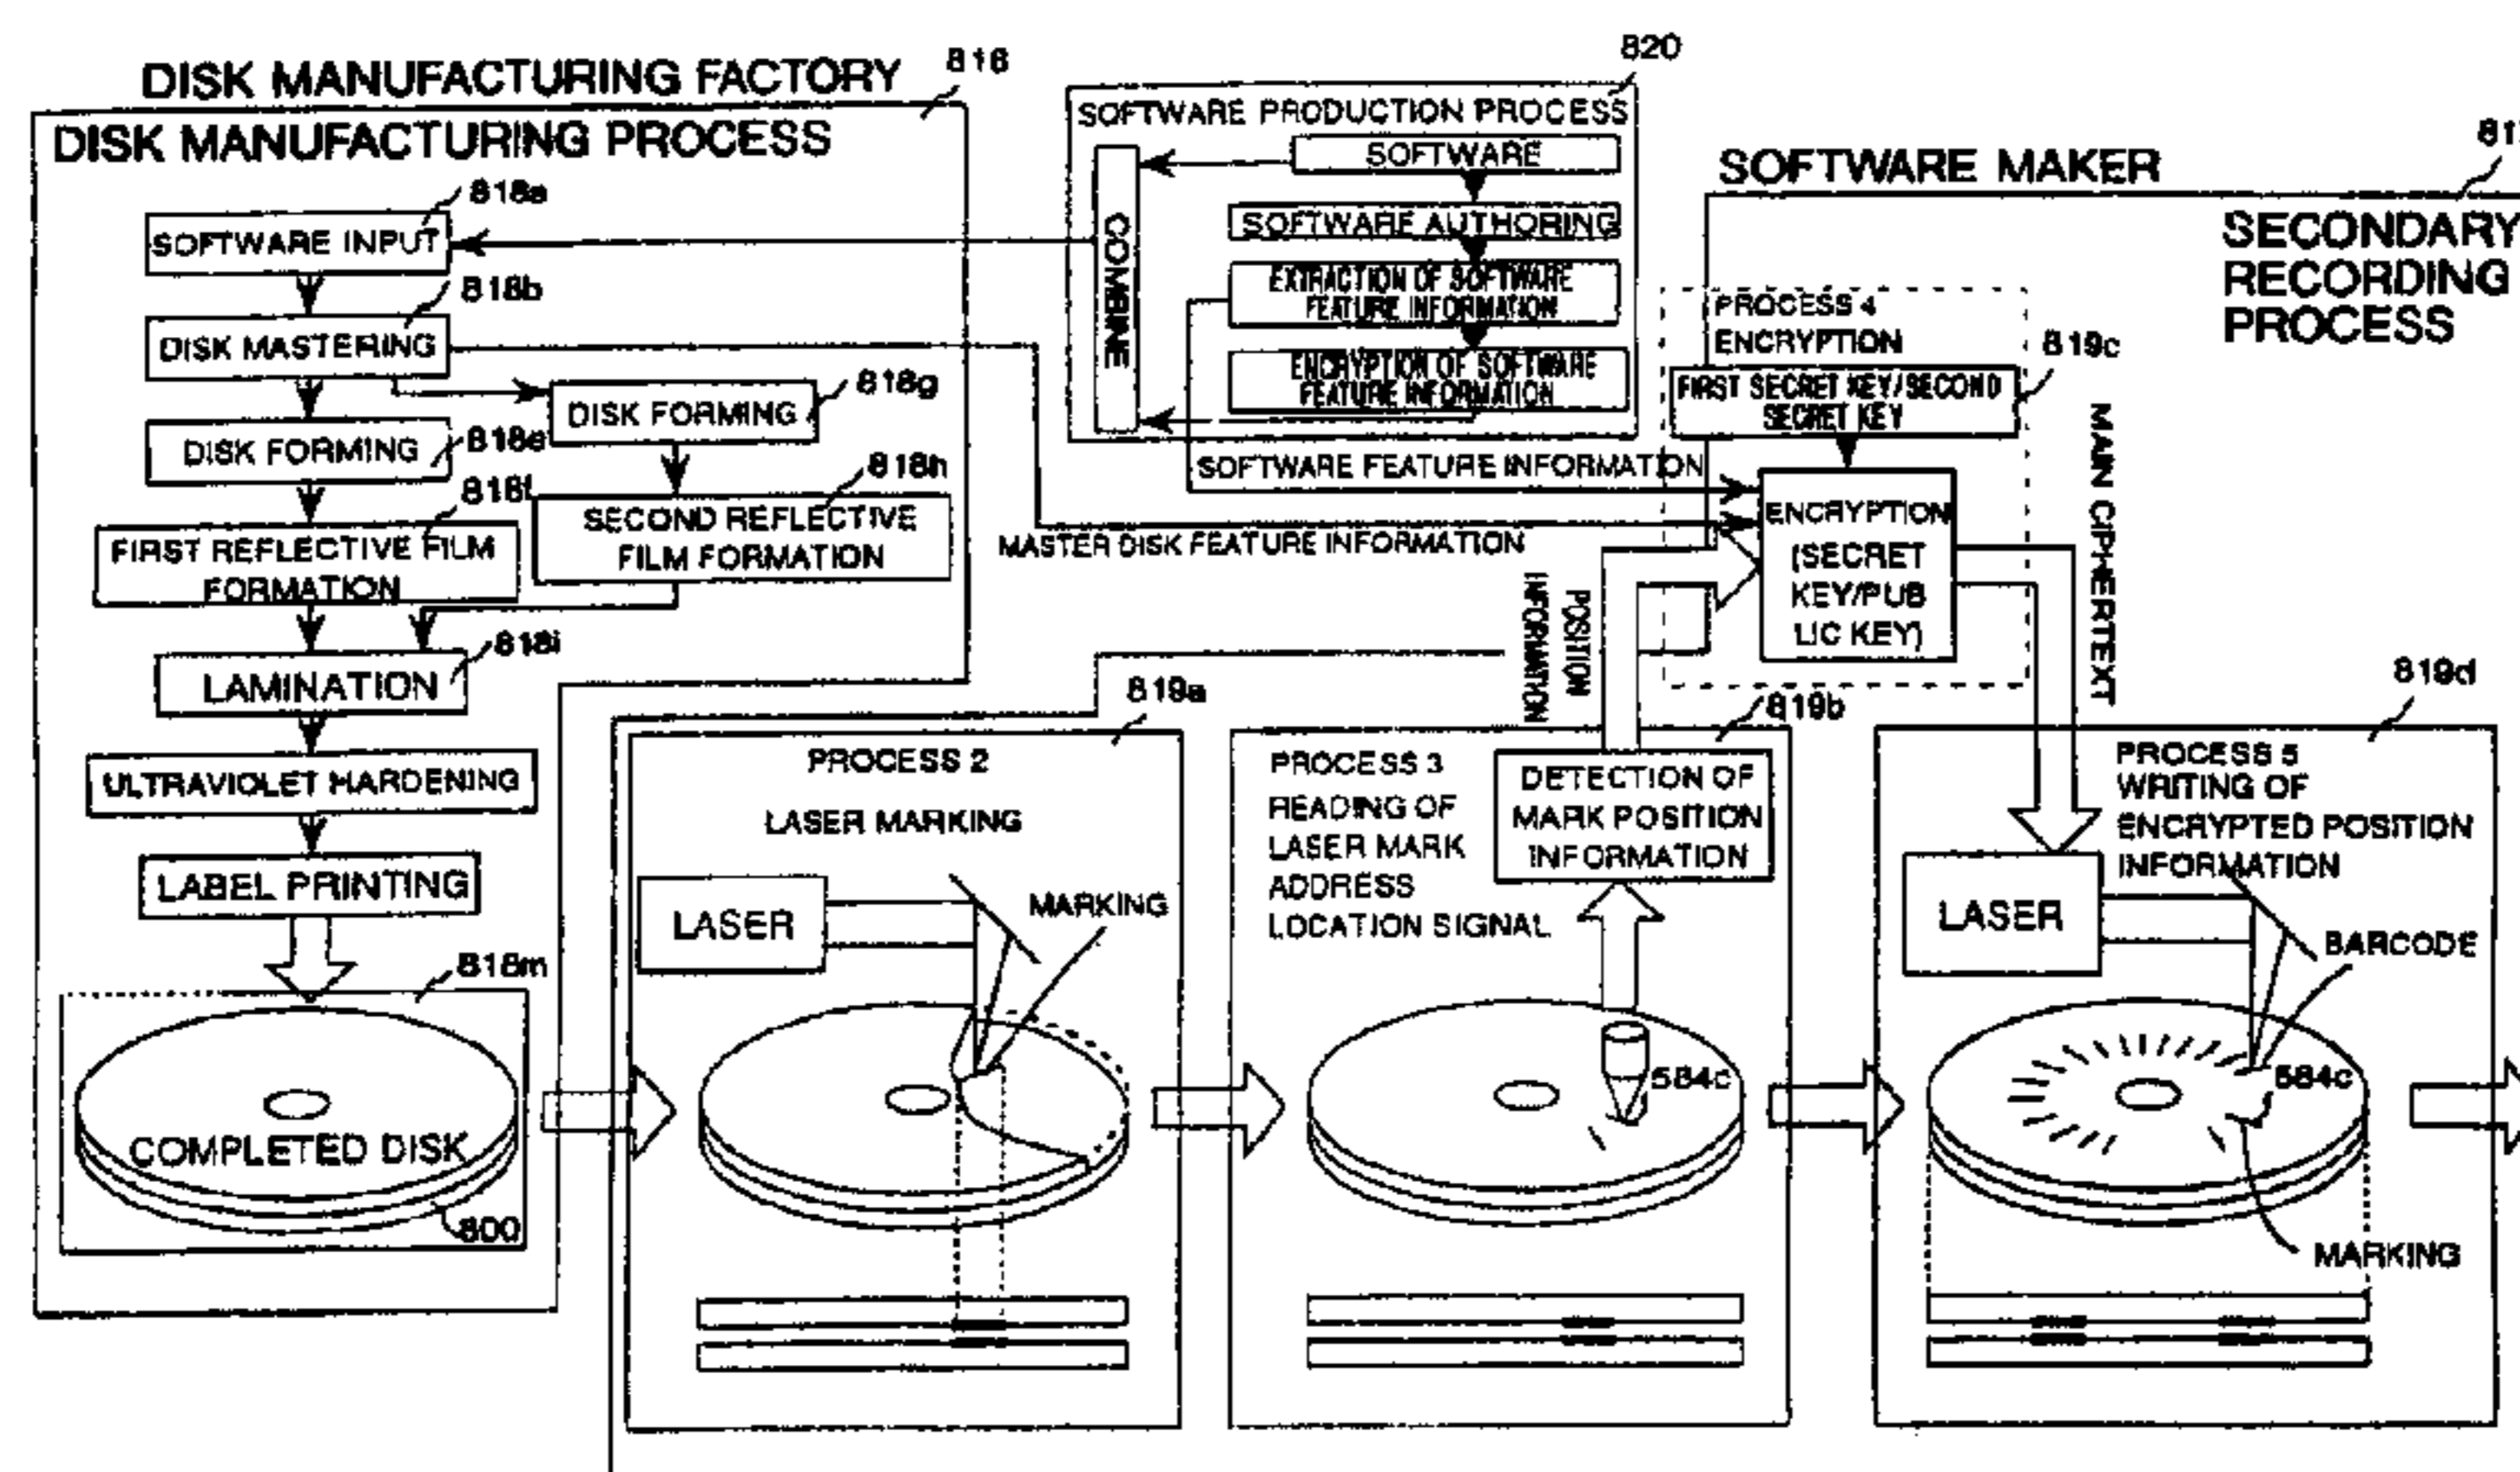 DISK MANUFACTURING FACTORY
816
DISK MANUFACTURING PROCESS
818a
SOFTWARE INPUT
818b
DISK MASTERING
818g
DISK FORMING
DISK FORMING
818e
818f
818h
FIRST REFLECTIVE FILM
FORMATION
SECOND REFLECTIVE
FILM FORMATION
818i
LAMINATION
ULTRAVIOLET HARDENING
LABEL PRINTING
818m
COMPLETED DISK
800
820
SOFTWARE PRODUCTION PROCESS
SOFTWARE
SOFTWARE AUTHORING
COMBINE
EXTRACTION OF SOFTWARE
FEATURE INFORMATION
ENCRYPTION OF SOFTWARE
FEATURE INFORMATION
SOFTWARE FEATURE INFORMATION
MASTER DISK FEATURE INFORMATION
SOFTWARE MAKER
SECONDARY
RECORDING
PROCESS
PROCESS 4
ENCRYPTION
819c
FIRST SECRET KEY/SECOND
SECRET KEY
ENCRYPTION
(SECRET
KEY/PUB
LIC KEY)
MAIN CIPHERTEXT
POSITION
INFORMATION
819a
PROCESS 2
LASER MARKING
LASER
MARKING
819b
PROCESS 3
READING OF
LASER MARK
ADDRESS
LOCATION SIGNAL
DETECTION OF
MARK POSITION
INFORMATION
584c
819d
PROCESS 5
WRITING OF
ENCRYPTED POSITION
INFORMATION
LASER
BARCODE
584c
MARKING